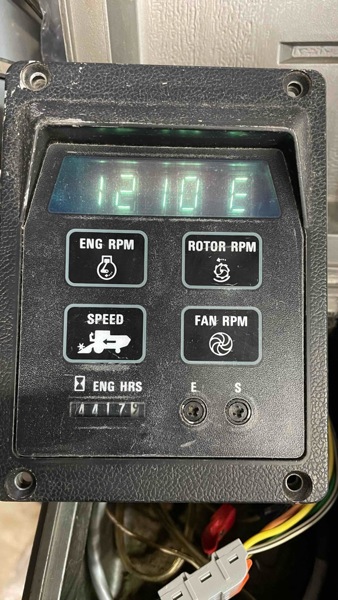 1210 E
ENG RPM
ROTOR RPM
SPEED
FAN RPM
ENG HRS
E S